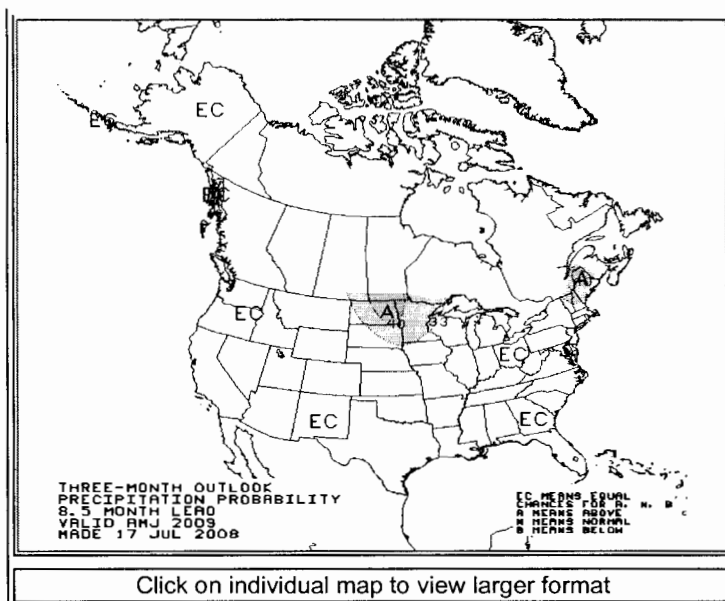 EC
EC
EC
A
EC
A
40
33
EC
EC
EC
THREE-MONTH OUTLOOK
PRECIPITATION PROBABILITY
8.5 MONTH LEAD
VALID AMJ 2009
MADE 17 JUL 2008
EC MEANS EQUAL
CHANCES FOR A, N, B
A MEANS ABOVE
N MEANS NORMAL
B MEANS BELOW
Click on individual map to view larger format